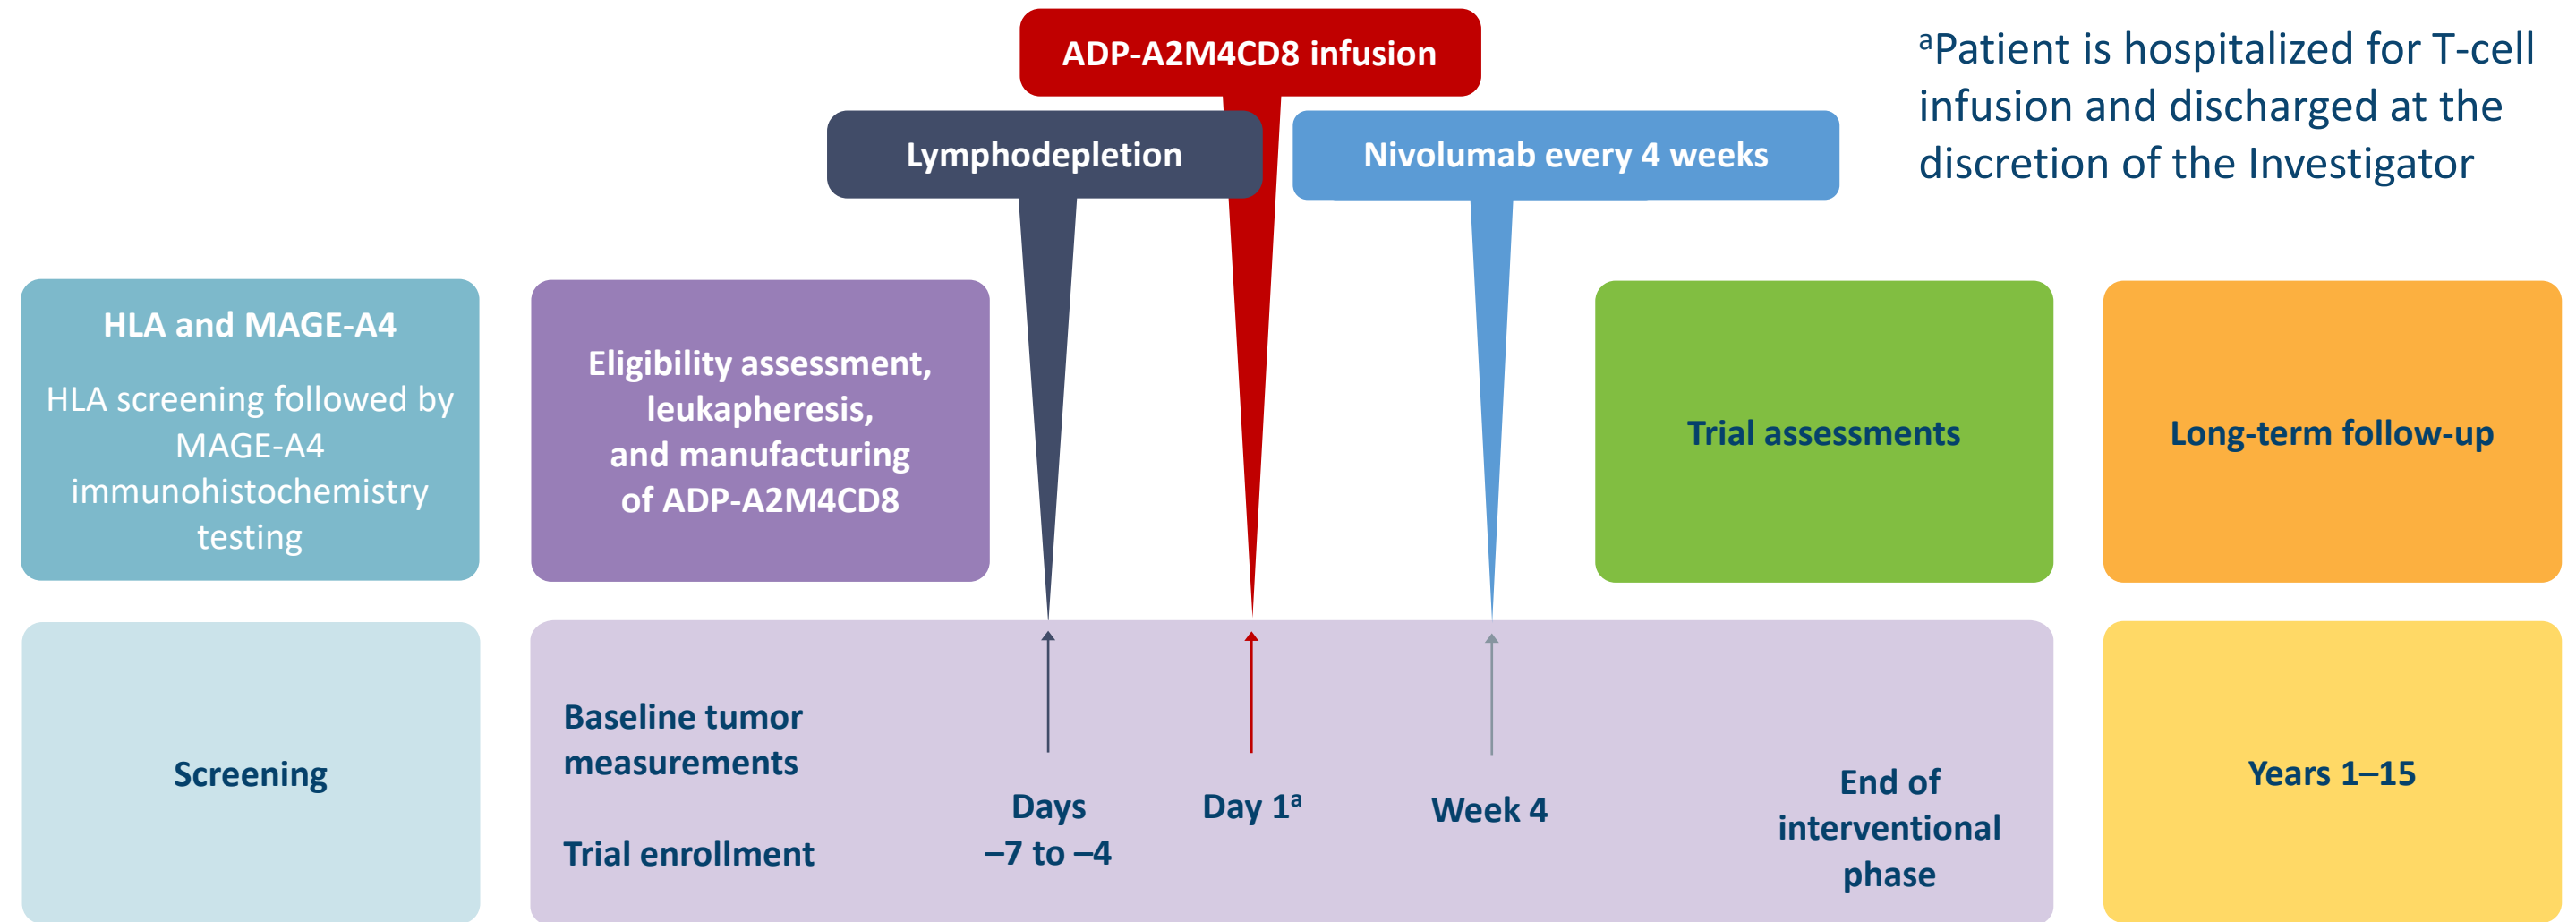 ADP-A2M4CD8 infusion
Lymphodepletion
Nivolumab every 4 weeks
ᵃPatient is hospitalized for T-cell
infusion and discharged at the
discretion of the Investigator
HLA and MAGE-A4
HLA screening followed by
MAGE-A4
immunohistochemistry
testing
Eligibility assessment,
leukapheresis,
and manufacturing
of ADP-A2M4CD8
Trial assessments
Long-term follow-up
Screening
Baseline tumor
measurements
Trial enrollment
Days
–7 to –4
Day 1ᵃ
Week 4
End of
interventional
phase
Years 1–15